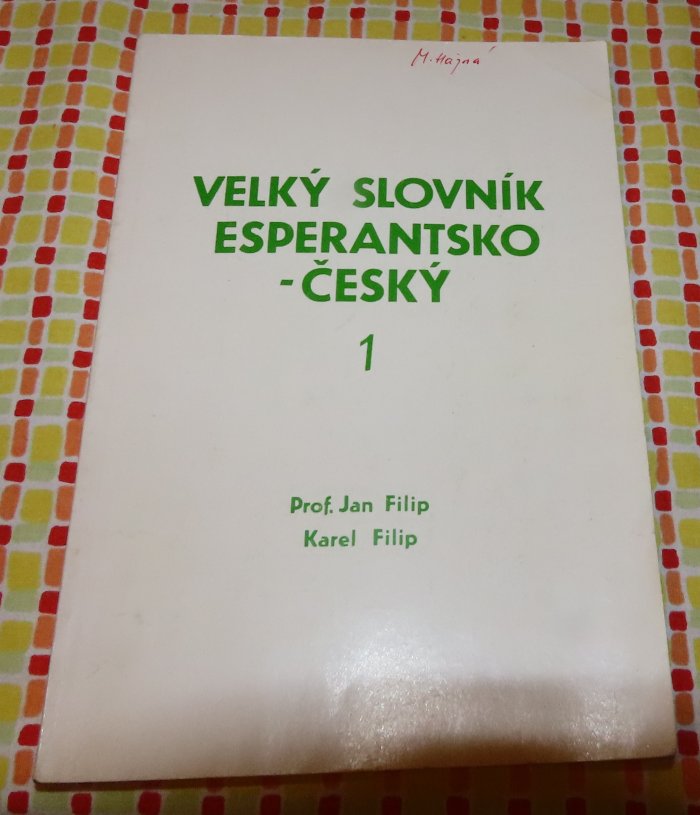 M. Hajná
VELKÝ SLOVNÍK
ESPERANTSKO
-ČESKÝ
1
Prof. Jan Filip
Karel Filip